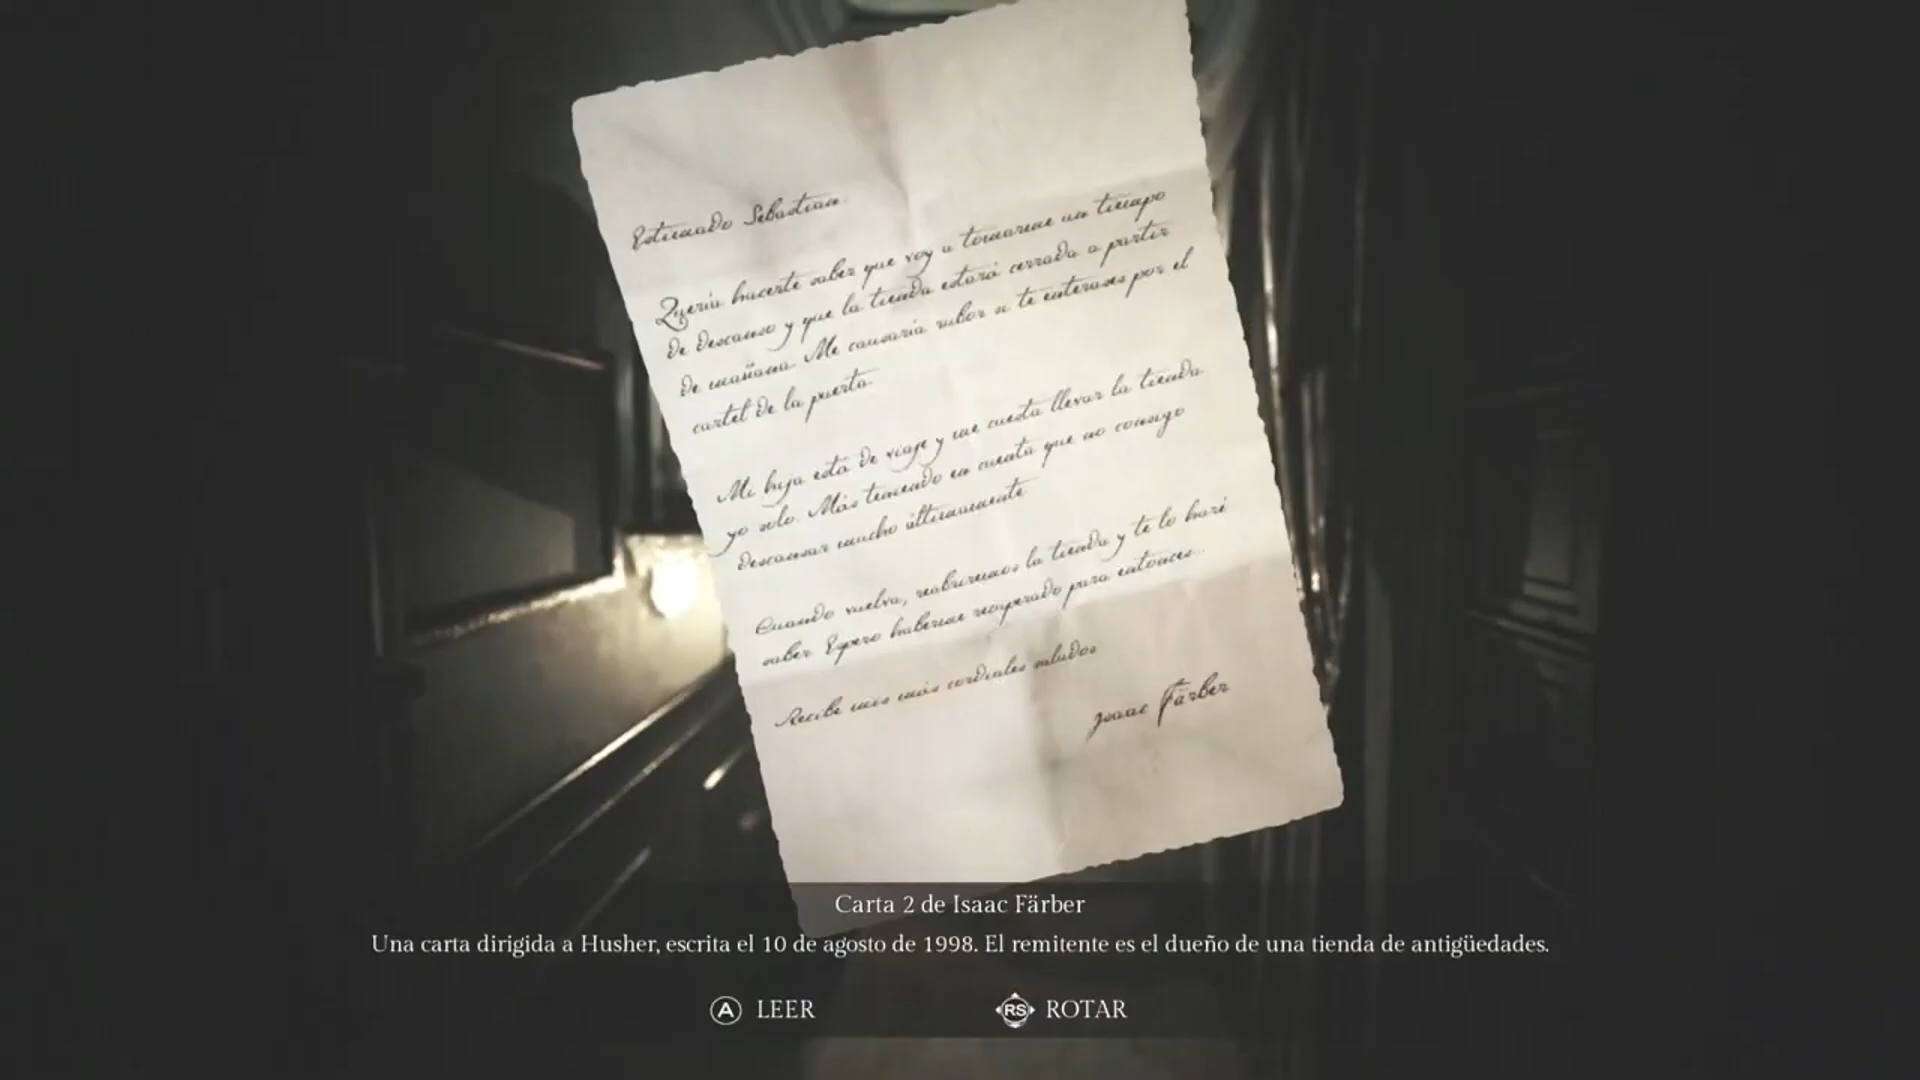 Estimado Sebastian:
Quería hacerte saber que voy a tomarme un tiempo
de descanso y que la tienda estará cerrada a partir
de mañana. Me causaría rubor si te enterases por el
cartel de la puerta.
Mi hija está de viaje y me cuesta llevar la tienda
yo solo. Más teniendo en cuenta que no consigo
descansar mucho últimamente.
Cuando vuelva, reabriremos la tienda y te lo haré
saber. Espero haberme recuperado para entonces...
Recibe mis más cordiales saludos
Isaac Färber
Carta 2 de Isaac Färber
Una carta dirigida a Husher, escrita el 10 de agosto de 1998. El remitente es el dueño de una tienda de antigüedades.
A LEER
RS ROTAR